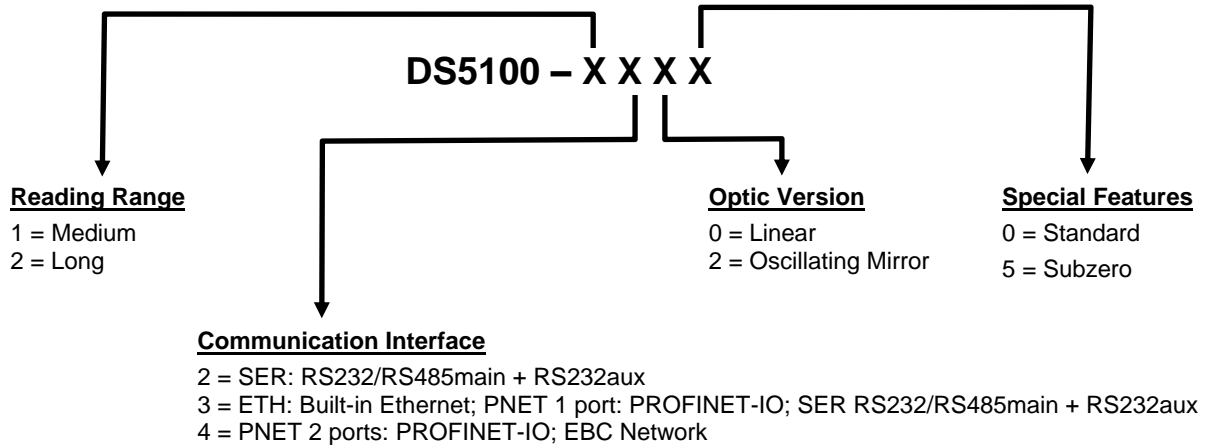 DS5100 – X X X X
Reading Range
1 = Medium
2 = Long
Optic Version
0 = Linear
2 = Oscillating Mirror
Special Features
0 = Standard
5 = Subzero
Communication Interface
2 = SER: RS232/RS485main + RS232aux
3 = ETH: Built-in Ethernet; PNET 1 port: PROFINET-IO; SER RS232/RS485main + RS232aux
4 = PNET 2 ports: PROFINET-IO; EBC Network